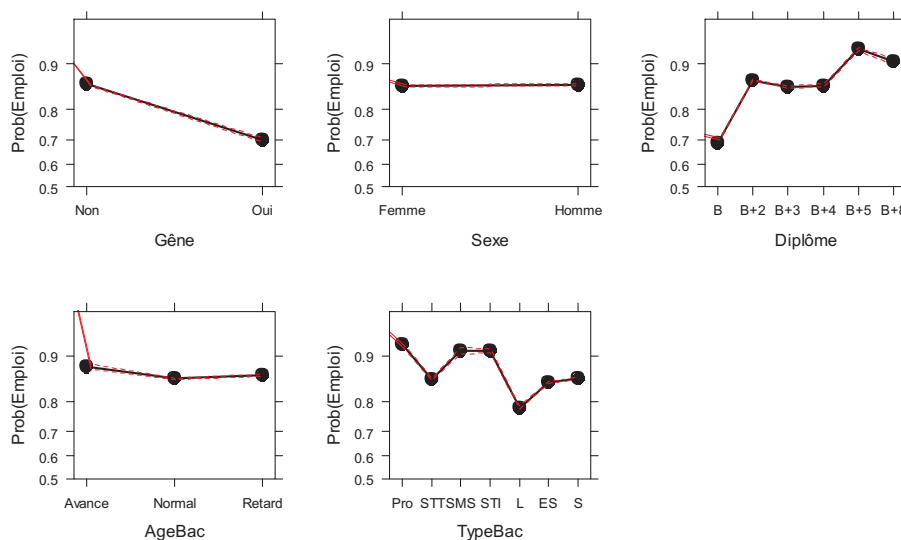 Prob(Emploi)
0.9
0.8
0.7
0.6
0.5
Non Oui
Gêne
Prob(Emploi)
0.9
0.8
0.7
0.6
0.5
Femme Homme
Sexe
Prob(Emploi)
0.9
0.8
0.7
0.6
0.5
B B+2 B+3 B+4 B+5 B+8
Diplôme
Prob(Emploi)
0.9
0.8
0.7
0.6
0.5
Avance Normal Retard
AgeBac
Prob(Emploi)
0.9
0.8
0.7
0.6
0.5
Pro STT SMS STI L ES S
TypeBac